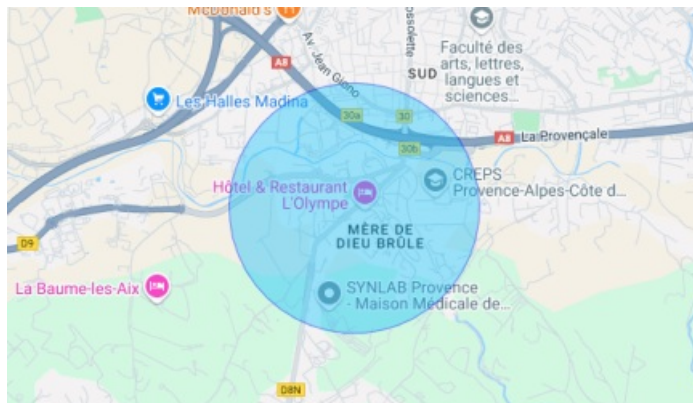 McDonald's
A8
Av. Jean Giono
SUD
Faculté des
arts, lettres,
langues et
sciences...
Les Halles Madina
30a
30
A8
La Provençale
30b
Hôtel & Restaurant
L'Olympe
CREPS
Provence-Alpes-Côte d...
MÈRE DE
DIEU BRÛLE
D9
La Baume-les-Aix
SYNLAB Provence
- Maison Médicale de...
D8N